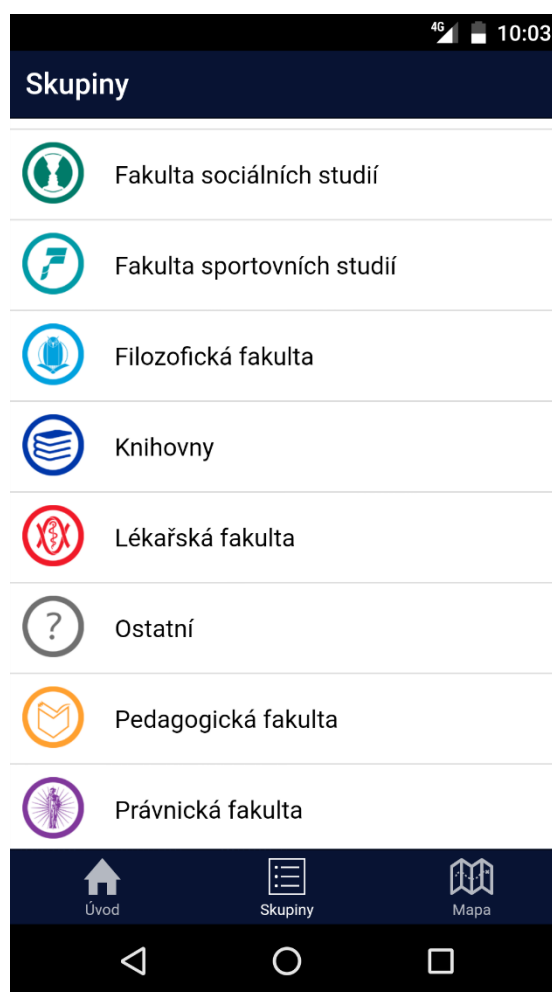 4G 10:03
Skupiny
Fakulta sociálních studií
Fakulta sportovních studií
Filozofická fakulta
Knihovny
Lékařská fakulta
? Ostatní
Pedagogická fakulta
Právnická fakulta
Úvod Skupiny Mapa